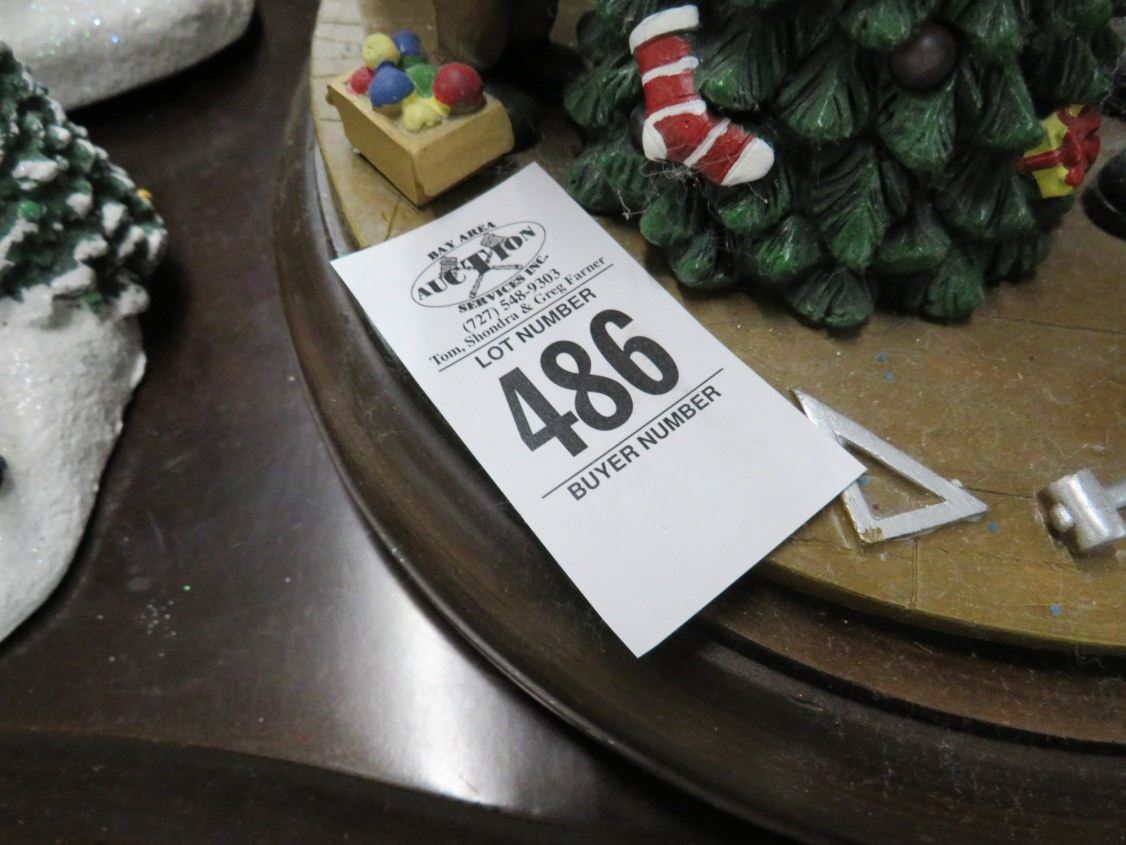 BAY AREA
AUCTION
SERVICES INC.
(727) 548-9303
Tom, Shondra & Greg Farner
LOT NUMBER
486
BUYER NUMBER